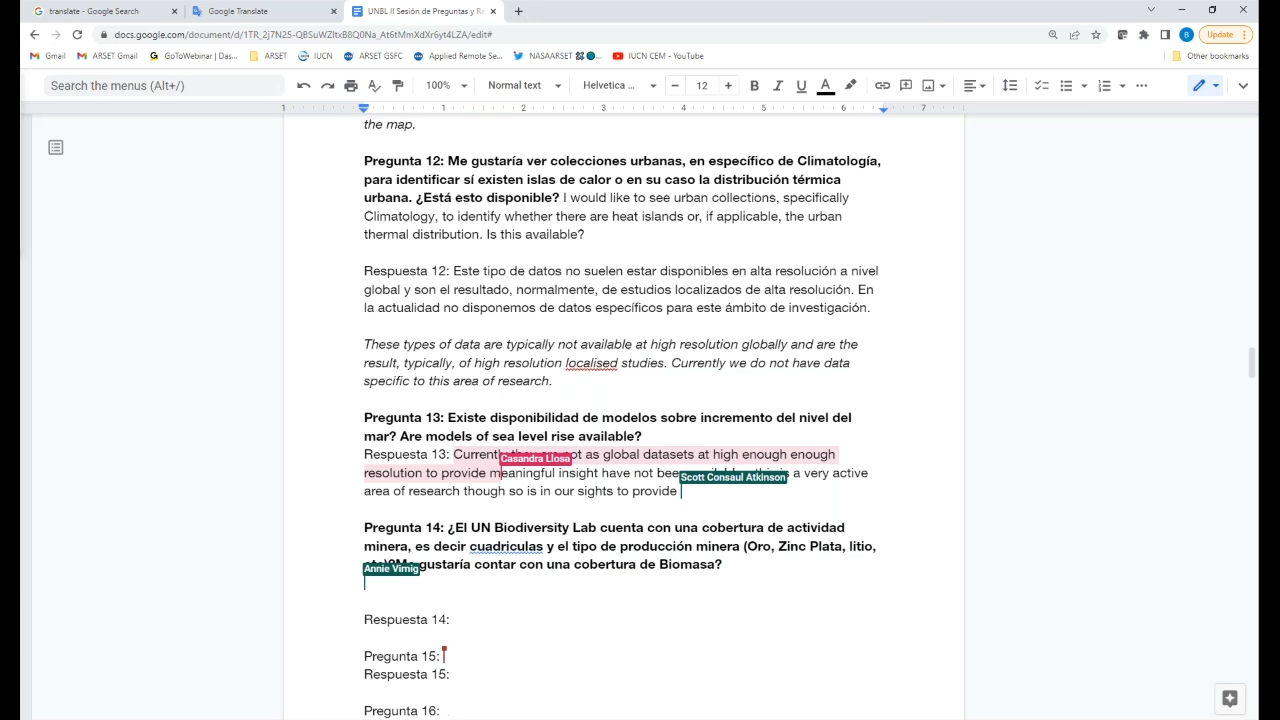 translate - Google Search
Google Translate
UNBL II Sesión de Preguntas y Re
docs.google.com/document/d/1TR_2j7N25-QBSuWZItxB8Q0Na_At6tMmXdXr6yt4LZA/edit#
Update
Gmail
ARSET Gmail
GoToWebinar | Das...
ARSET
IUCN
ARSET GSFC
Applied Remote Se...
NASAARSET
IUCN CEM - YouTube
Other bookmarks
Search the menus (Alt+/)
100%
Normal text
Helvetica ...
12
1 1 2 3 4 5 6 7
the map.
Pregunta 12: Me gustaría ver colecciones urbanas, en específico de Climatología,
para identificar sí existen islas de calor o en su caso la distribución térmica
urbana. ¿Está esto disponible? I would like to see urban collections, specifically
Climatology, to identify whether there are heat islands or, if applicable, the urban
thermal distribution. Is this available?
Respuesta 12: Este tipo de datos no suelen estar disponibles en alta resolución a nivel
global y son el resultado, normalmente, de estudios localizados de alta resolución. En
la actualidad no disponemos de datos específicos para este ámbito de investigación.
These types of data are typically not available at high resolution globally and are the
result, typically, of high resolution localised studies. Currently we do not have data
specific to this area of research.
Pregunta 13: Existe disponibilidad de modelos sobre incremento del nivel del
mar? Are models of sea level rise available?
Respuesta 13: Currently not as global datasets at high enough enough
Casandra Llosa
resolution to provide meaningful insight have not a very active
Scott Consaul Atkinson
area of research though so is in our sights to provide
Pregunta 14: ¿El UN Biodiversity Lab cuenta con una cobertura de actividad
minera, es decir cuadriculas y el tipo de producción minera (Oro, Zinc Plata, litio,
gustaría contar con una cobertura de Biomasa?
Annie Virnig
Respuesta 14:
Pregunta 15:
Respuesta 15:
Pregunta 16: